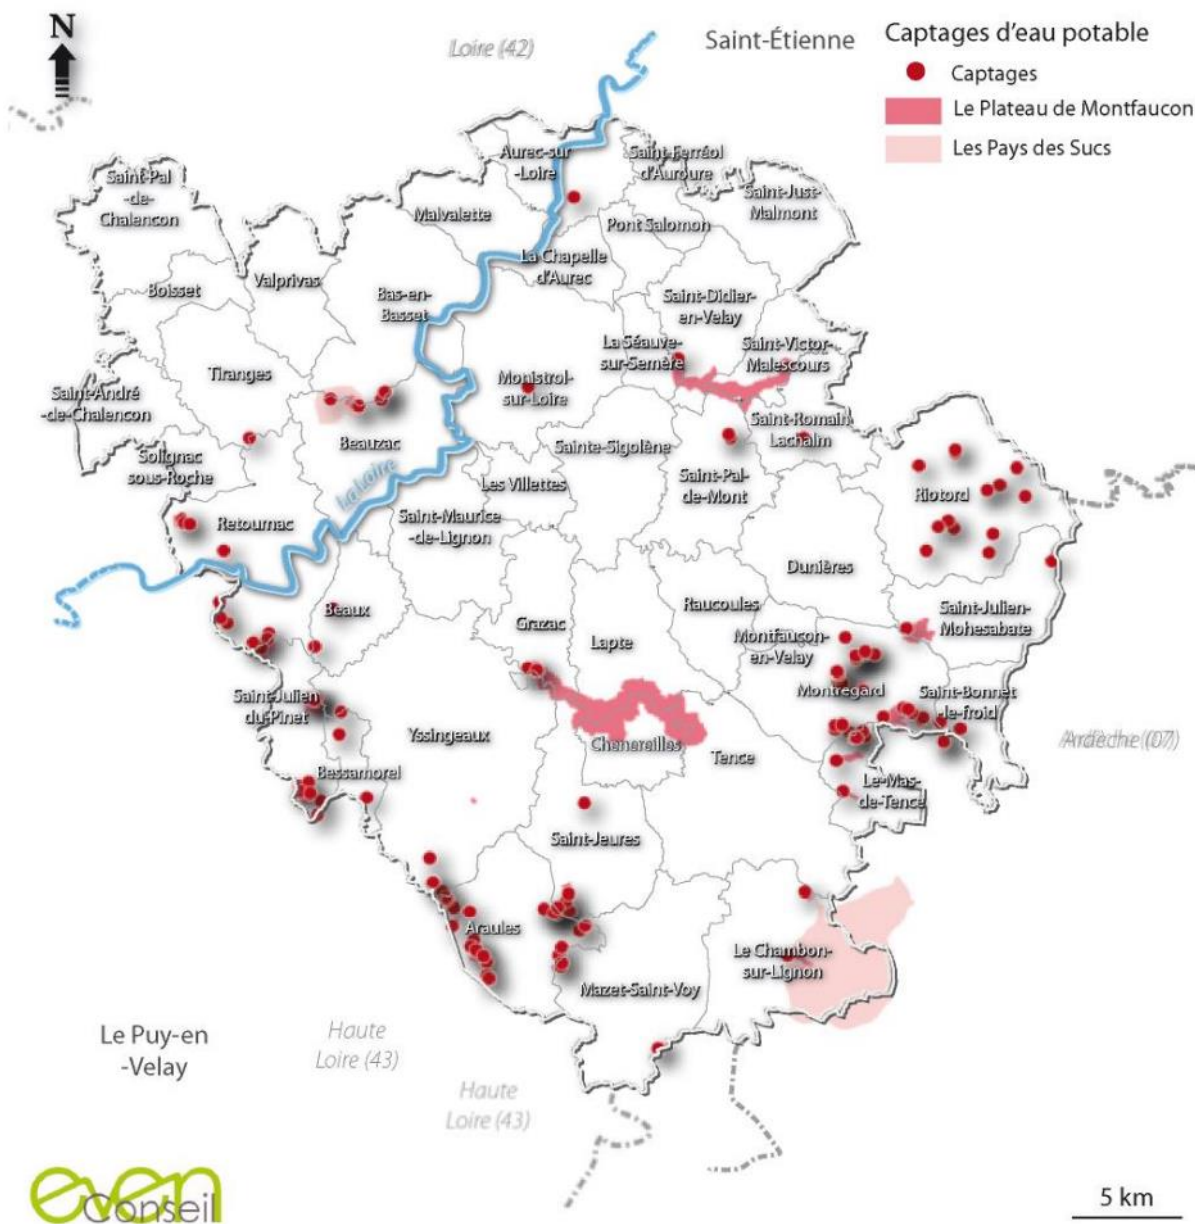 N
Loire (42)
Saint-Étienne
Captages d'eau potable
Captages
Le Plateau de Montfaucon
Les Pays des Sucs
Aurec-sur
-Loire
Saint-Ferréol
d'Auroure
Saint-Pal
-de-
Chalencon
Saint-Just-
Malmont
Malvalette
Pont Salomon
La Chapelle
d'Aurec
Valprivas
Boisset
Bas-en-
Basset
Saint-Didier-
en-Velay
La Séauve-
sur-Semère
Saint-Victor-
Malescours
Tiranges
Monistrol-
sur-Loire
Saint-André
-de-Chalencon
Saint-Romain
Lachalm
Beauzac
Sainte-Sigolène
Solignac
sous-Roche
La Loire
Les Villettes
Saint-Pal-
de-Mont
Riotord
Retournac
Saint-Maurice
-de-Lignon
Dunières
Beaux
Raucoules
Saint-Julien-
Mohesabate
Grazac
Lapte
Montfaucon-
en-Velay
Montregard
Saint-Julien
du-Pinet
Saint-Bonnet
-le-froid
Yssingeaux
Chenereilles
Tence
Ardèche (07)
Bessamorel
Le-Mas-
de-Tence
Saint-Jeures
Araules
Le Chambon-
sur-Lignon
Mazet-Saint-Voy
Le Puy-en
-Velay
Haute
Loire (43)
Haute
Loire (43)
even
Conseil
5 km